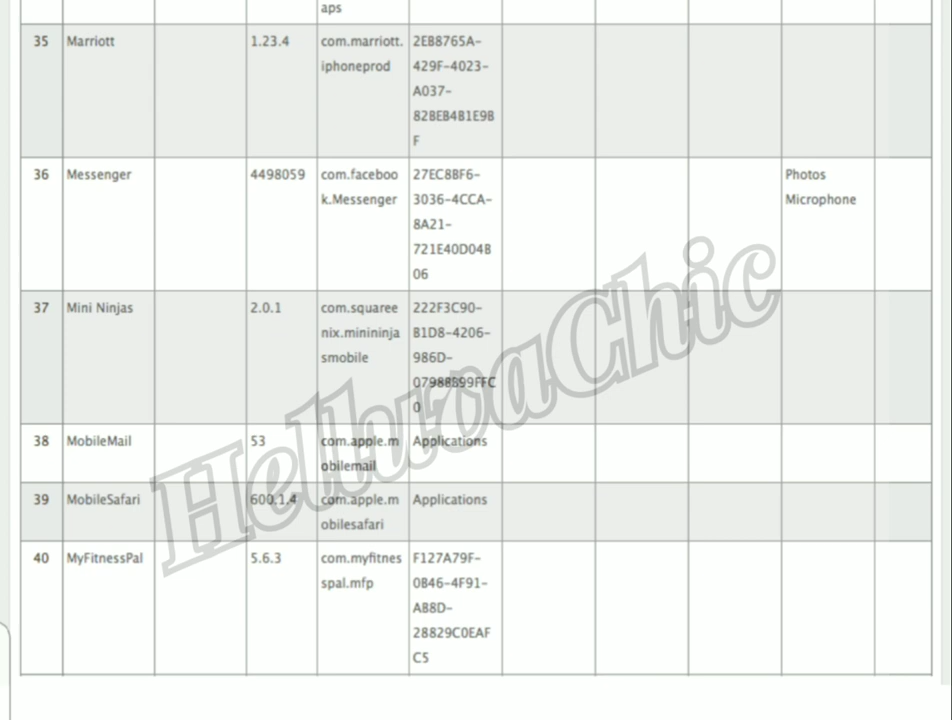 aps
35 Marriott 1.23.4 com.marriott. 2EB8765A-
iphoneprod 429F-4023-
A037-
82BEB4B1E9B
F
36 Messenger 4498059 com.faceboo 27EC8BF6- Photos
k.Messenger 3036-4CCA- Microphone
8A21-
721E40D04B
06
37 Mini Ninjas 2.0.1 com.squaree 222F3C90-
nix.minininja B1D8-4206-
smobile 986D-
0
38 MobileMail 53 com.apple.m Applications
obilemail
39 MobileSafari 600.1.4 com.apple.m Applications
obilesafari
40 MyFitnessPal 5.6.3 com.myfitnes F127A79F-
spal.mfp 0B46-4F91-
AB8D-
28829C0EAF
C5
HelluvaChic